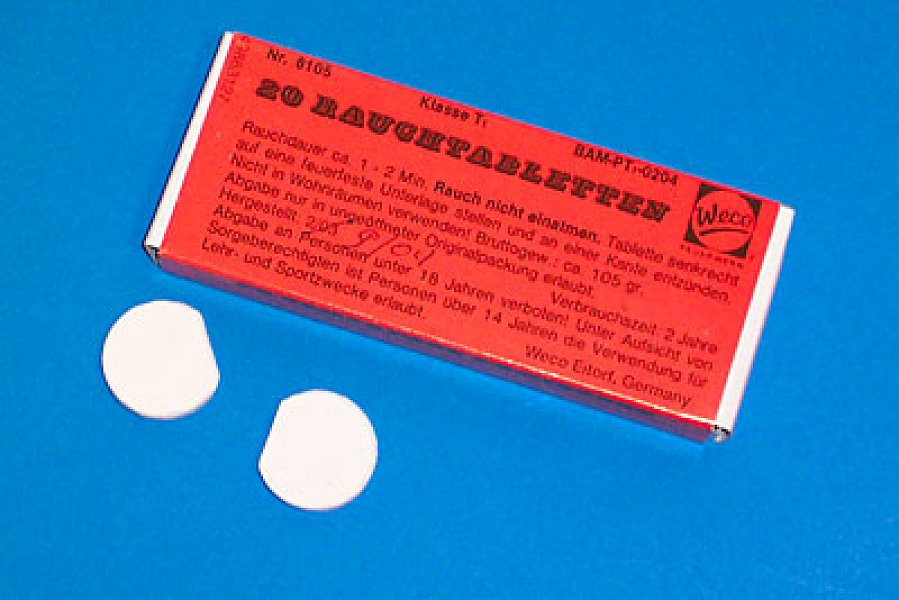 Nr. 8105
Klasse T₁
BAM-PT₁-0204
20 RAUCHTABLETTEN
Weco
Rauchdauer ca. 1 - 2 Min. Rauch nicht einatmen. Tablette senkrecht
auf eine feuerfeste Unterlage stellen und an einer Kante entzünden.
Nicht in Wohnräumen verwenden! Bruttogew.: ca. 105 gr.
Abgabe nur in ungeöffneter Originalpackung erlaubt.
Hergestellt Verbrauchszeit 2 Jahre
Abgabe an Personen unter 18 Jahren verboten! Unter Aufsicht von
Sorgeberechtigten ist Personen über 14 Jahren die Verwendung für
Lehr- und Sportzwecke erlaubt.
Weco Eitorf, Germany